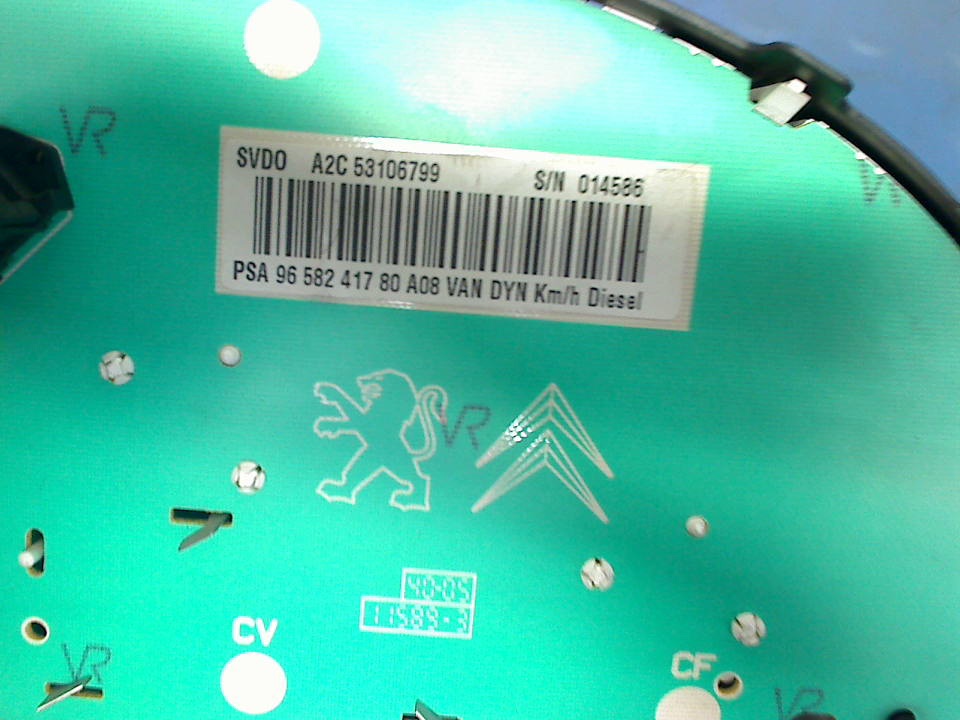 VR
SVDO A2C 53106799 S/N 014586
VR
PSA 96 582 417 80 A08 VAN DYN Km/h Diesel
VR
40-05
11583-3
CV
VR
CF
VR